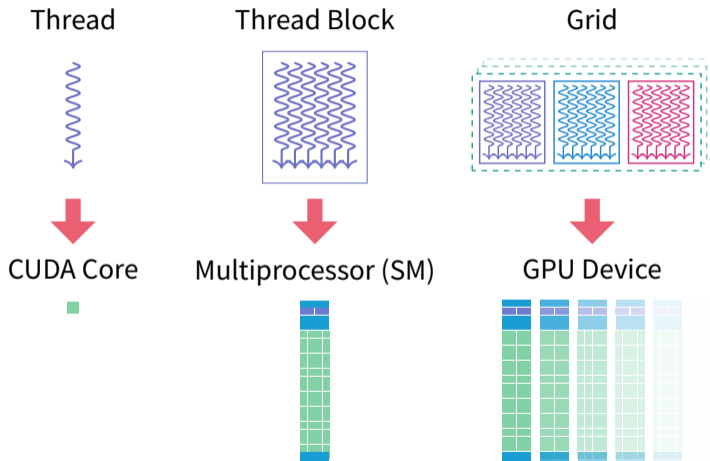 Thread
Thread Block
Grid
CUDA Core
Multiprocessor (SM)
GPU Device